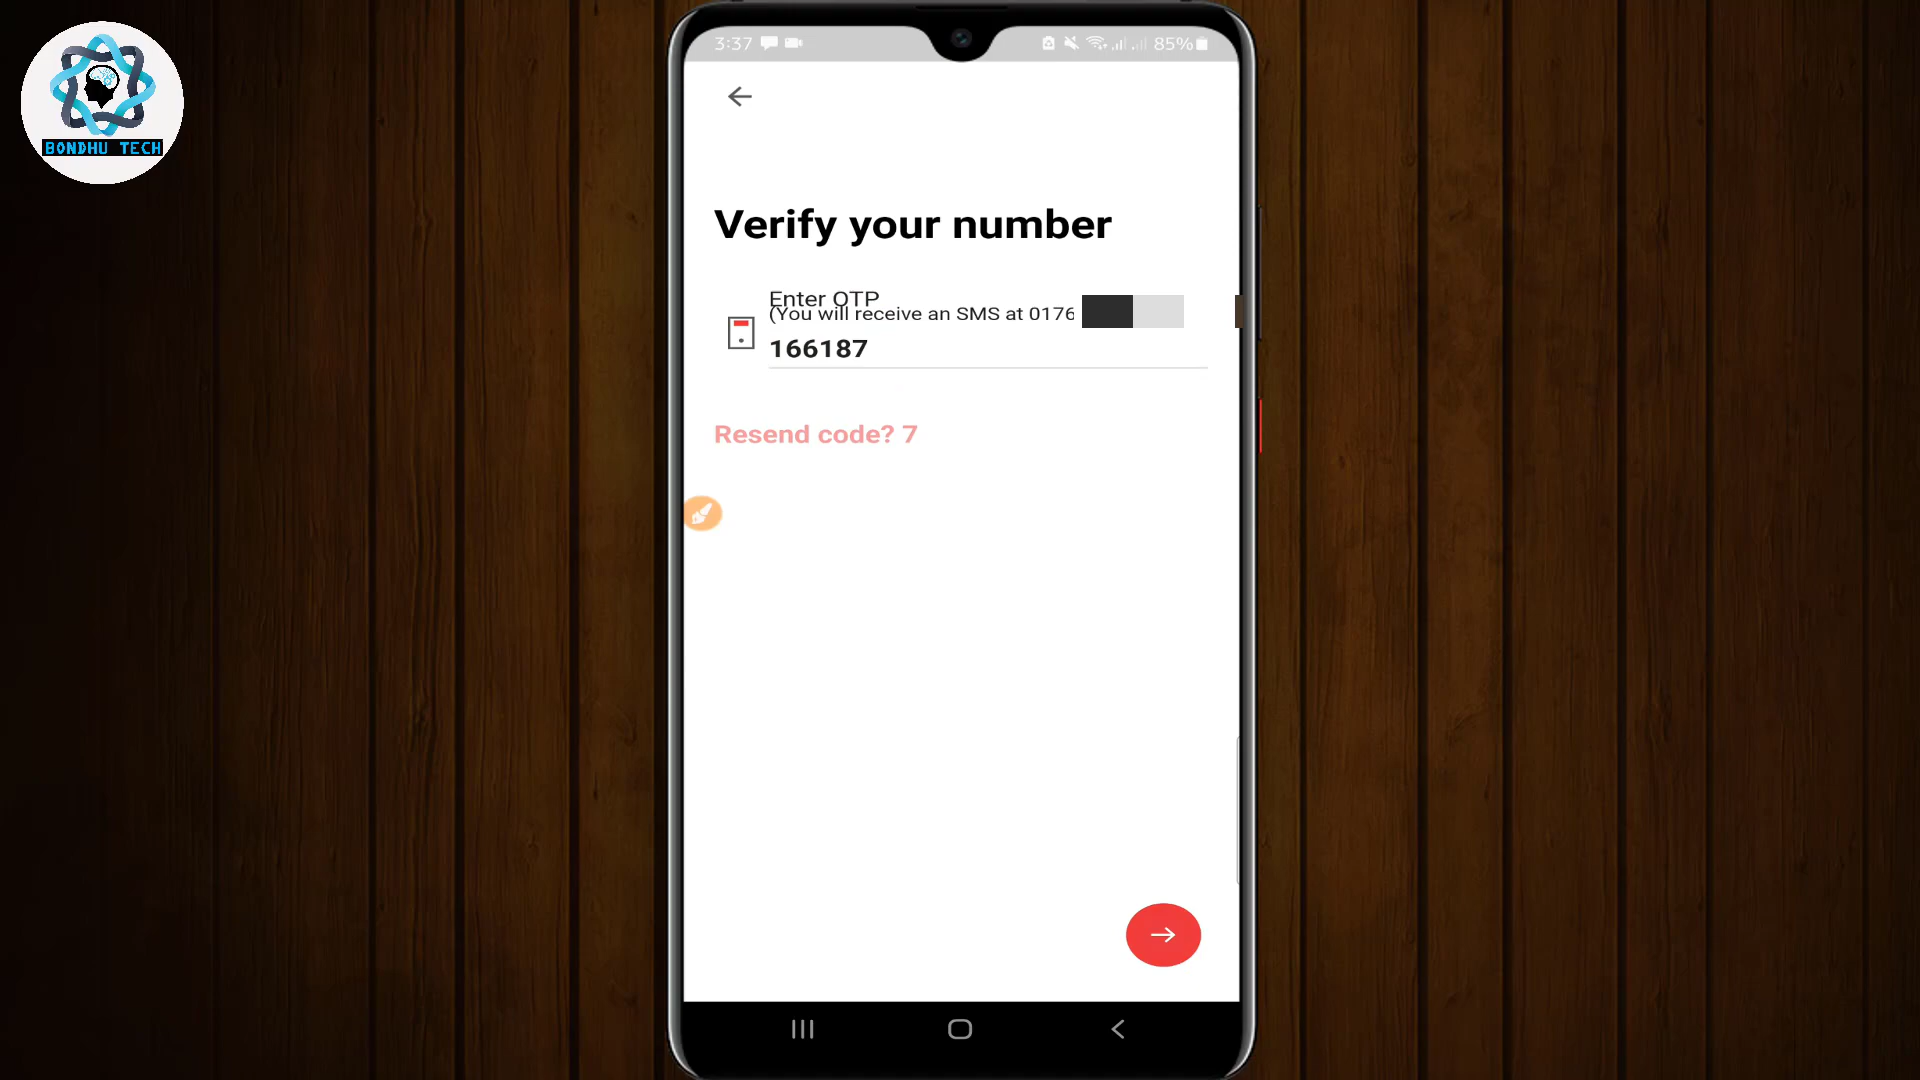 BONDHU TECH
3:37
85%
Verify your number
Enter OTP
(You will receive an SMS at 0176
166187
Resend code? 7